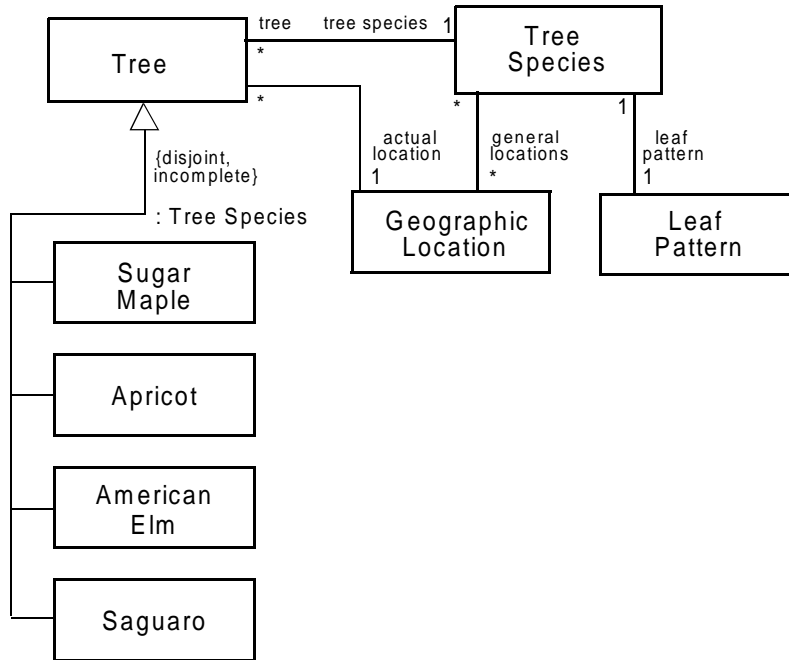 tree tree species 1
Tree
*
Tree
Species
*
*
1
{disjoint,
incomplete}
actual
location
general
locations
leaf
pattern
1
*
1
: Tree Species
Geographic
Location
Leaf
Pattern
Sugar
Maple
Apricot
American
Elm
Saguaro